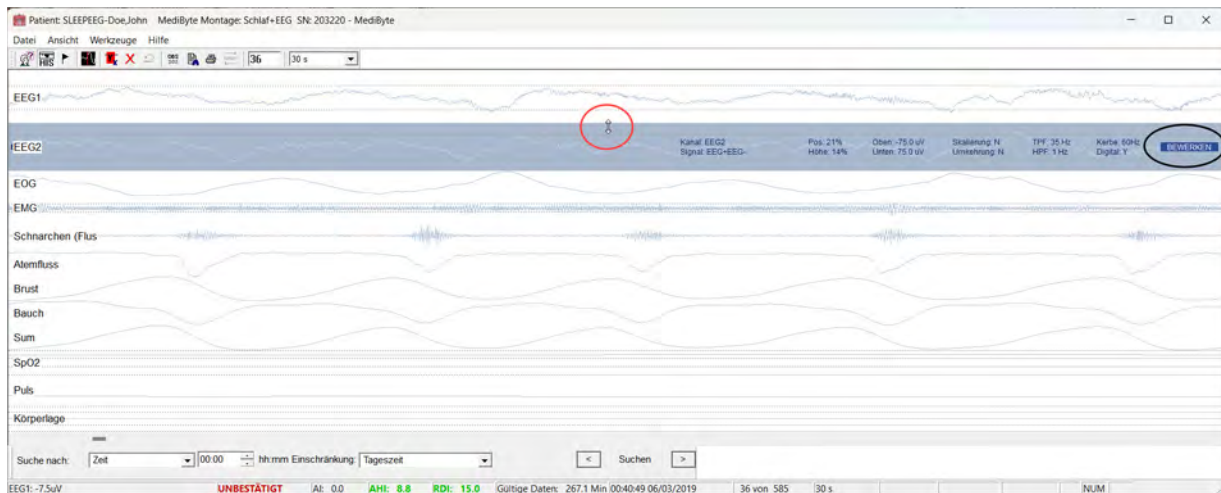 Patient: SLEEPEEG-Doe,John MediByte Montage: Schlaf+EEG SN: 203220 - MediByte
Datei Ansicht Werkzeuge Hilfe
36 30 s
EEG1
EEG2 Kanal: EEG2 Pos.: 21% Oben: -75.0 uV Skalierung: N TPF: 35 Hz Kerbe: 60Hz BEWERKEN
Signal: EEG+EEG- Höhe: 14% Unten: 75.0 uV Umkehrung: N HPF: 1 Hz Digital: Y
EOG
EMG
Schnarchen (Flus
Atemfluss
Brust
Bauch
Sum
SpO2
Puls
Körperlage
Suche nach: Zeit 00:00 hh:mm Einschränkung: Tageszeit < Suchen >
EEG1: -7.5uV UNBESTÄTIGT AI: 0.0 AHI: 8.8 RDI: 15.0 Gültige Daten: 267.1 Min 00:40:49 06/03/2019 36 von 585 30 s NUM